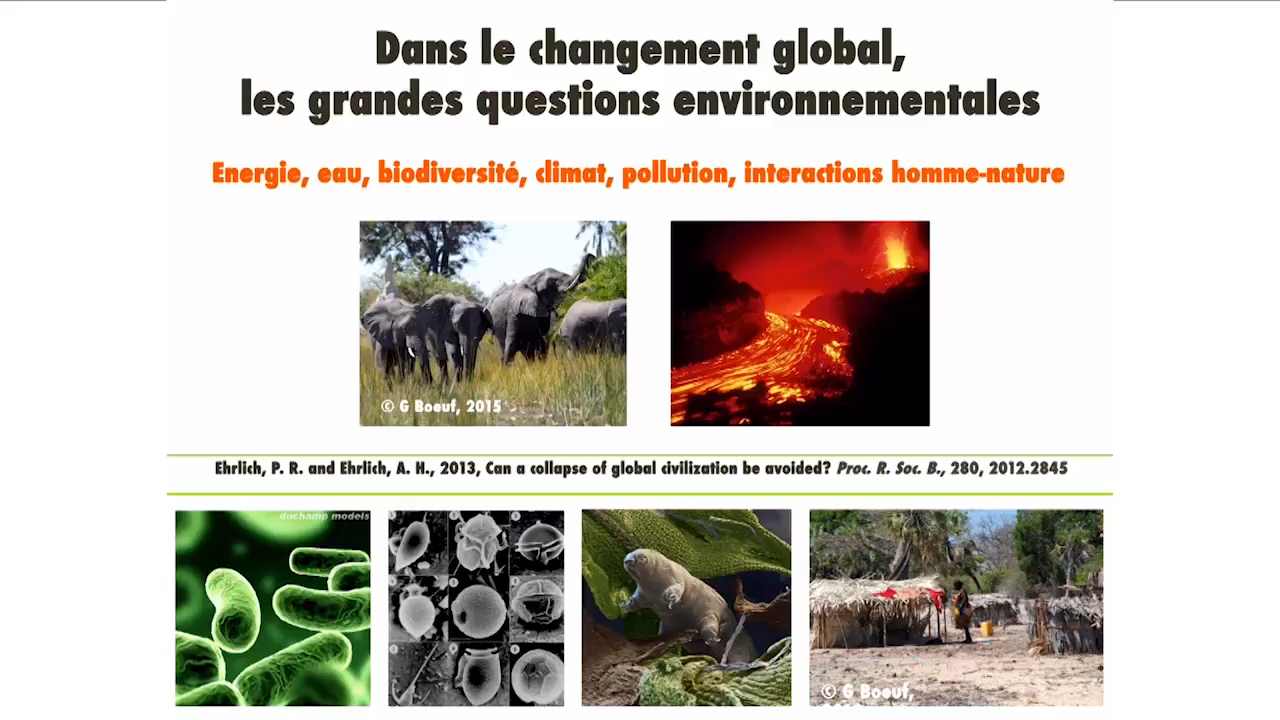 Dans le changement global,
les grandes questions environnementales
Energie, eau, biodiversité, climat, pollution, interactions homme-nature
© G Boeuf, 2015
Ehrlich, P. R. and Ehrlich, A. H., 2013, Can a collapse of global civilization be avoided? Proc. R. Soc. B., 280, 2012.2845
duchamp models
© G Boeuf,